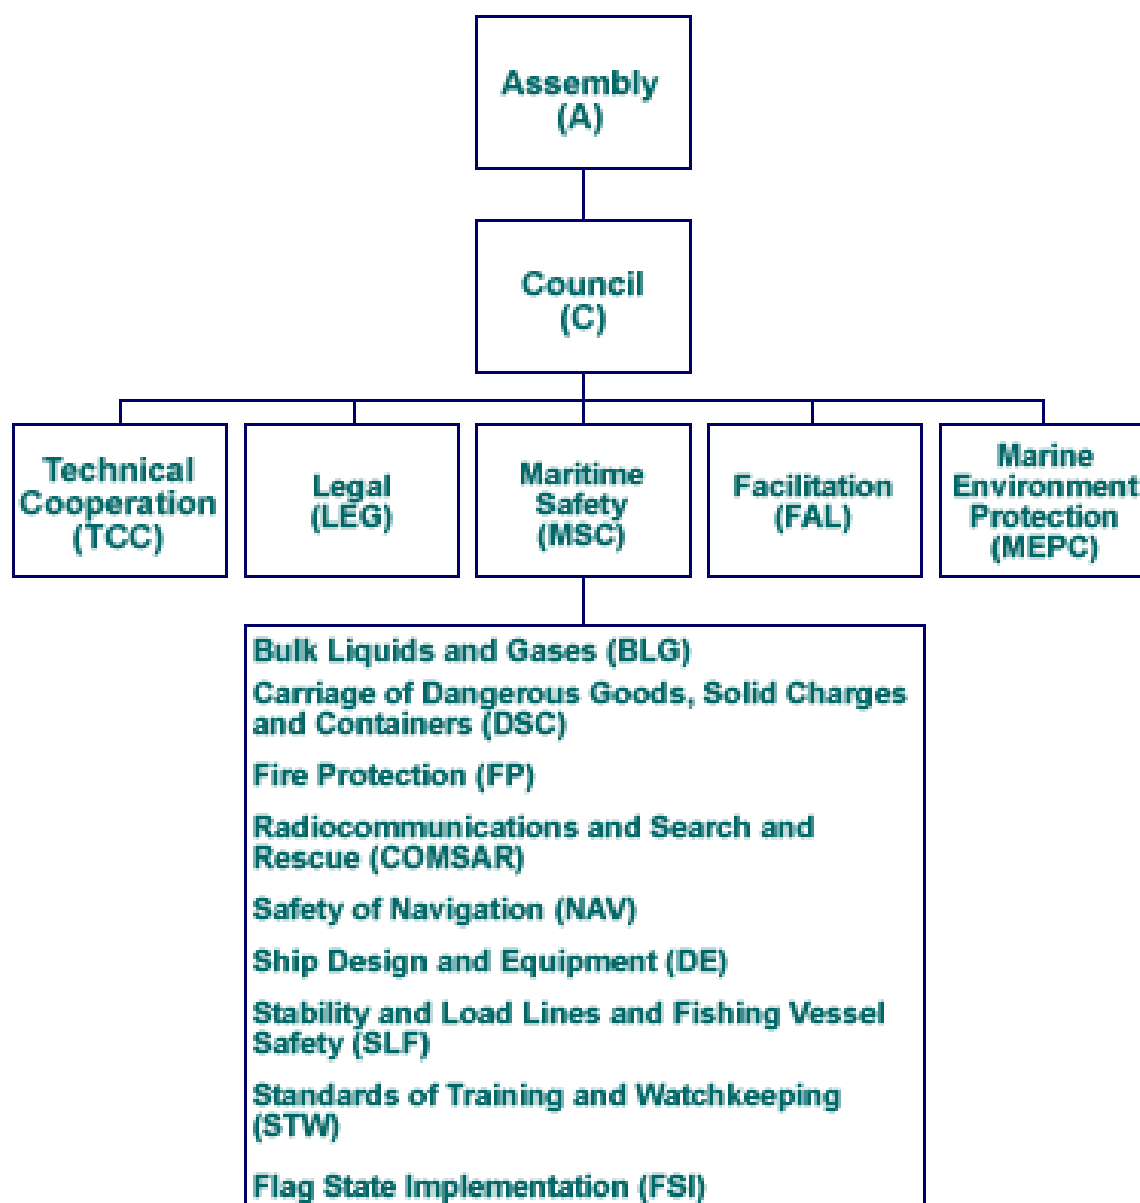 Assembly
(A)
Council
(C)
Technical
Cooperation
(TCC)
Legal
(LEG)
Maritime
Safety
(MSC)
Facilitation
(FAL)
Marine
Environment
Protection
(MEPC)
Bulk Liquids and Gases (BLG)
Carriage of Dangerous Goods, Solid Charges
and Containers (DSC)
Fire Protection (FP)
Radiocommunications and Search and
Rescue (COMSAR)
Safety of Navigation (NAV)
Ship Design and Equipment (DE)
Stability and Load Lines and Fishing Vessel
Safety (SLF)
Standards of Training and Watchkeeping
(STW)
Flag State Implementation (FSI)